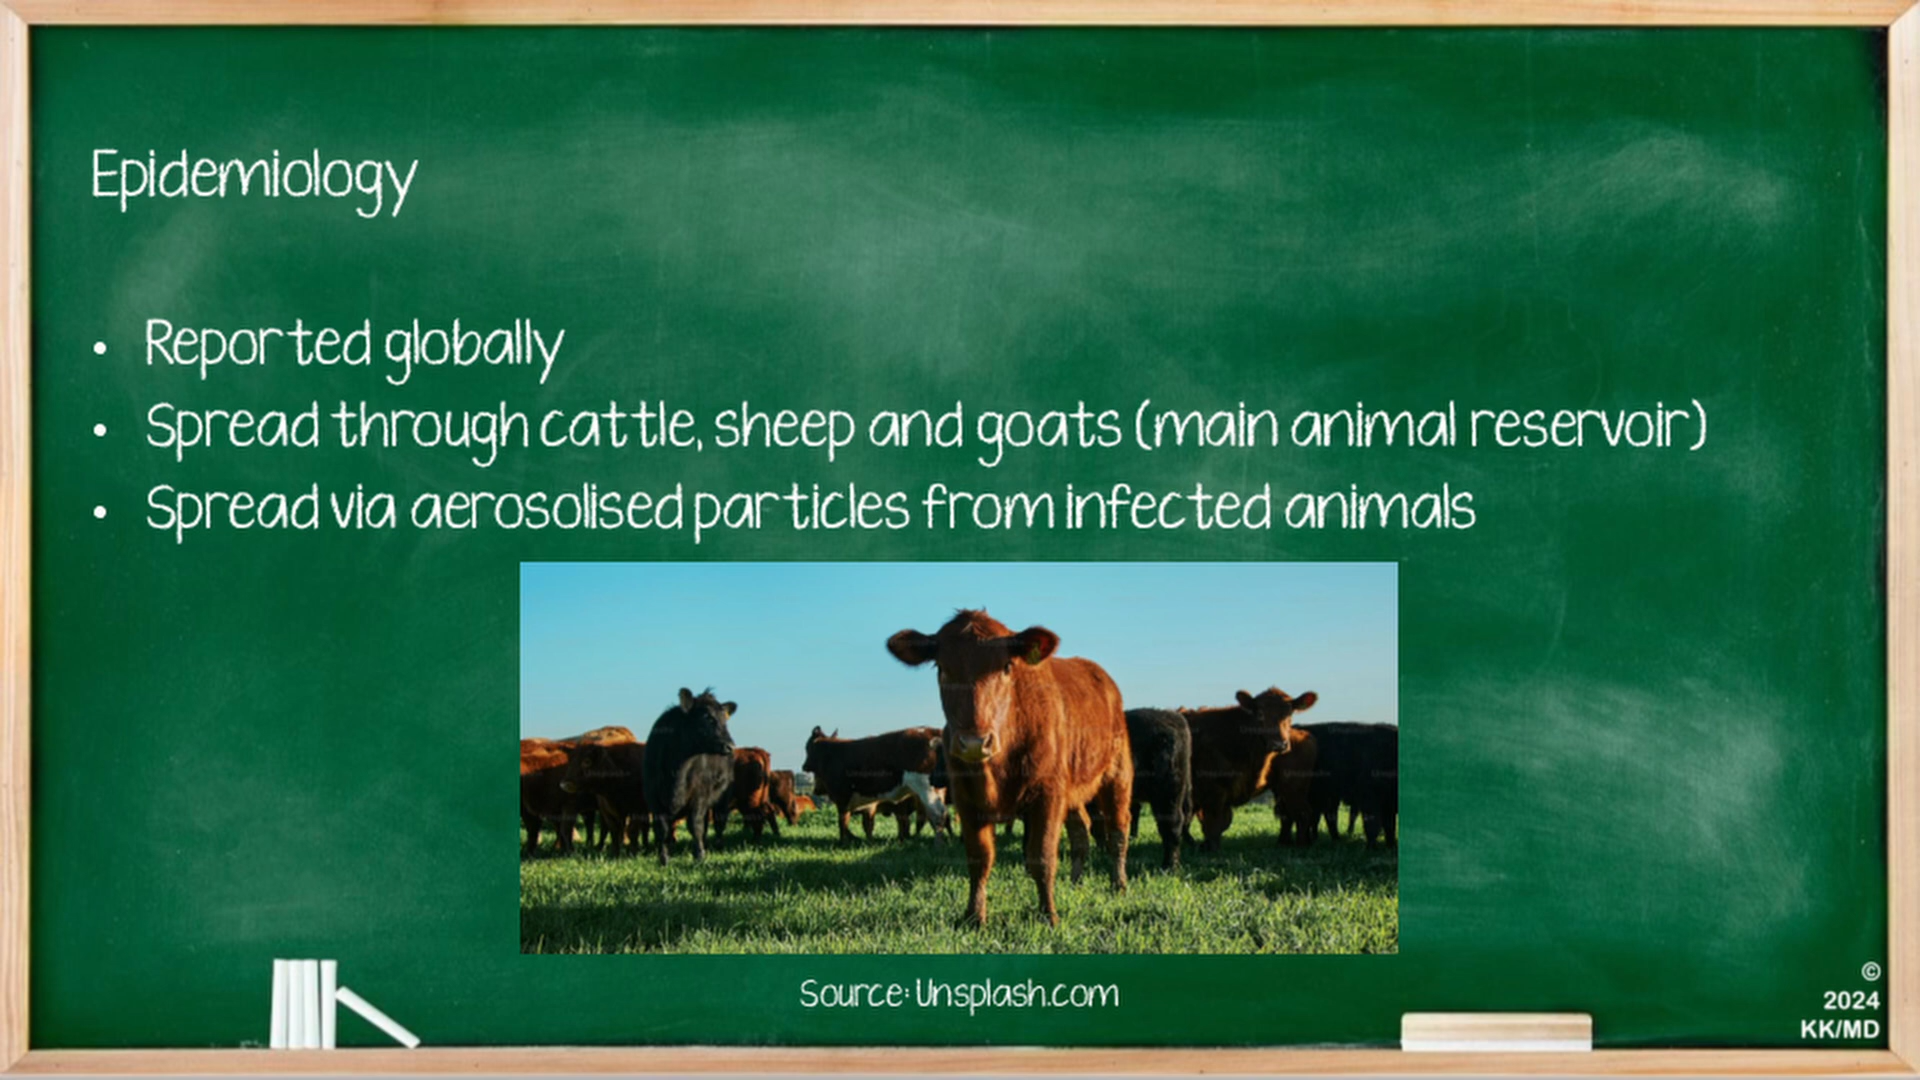 Epidemiology
• Reported globally
• Spread through cattle, sheep and goats (main animal reservoir)
• Spread via aerosolised particles from infected animals
Source: Unsplash.com
©
2024
KK/MD